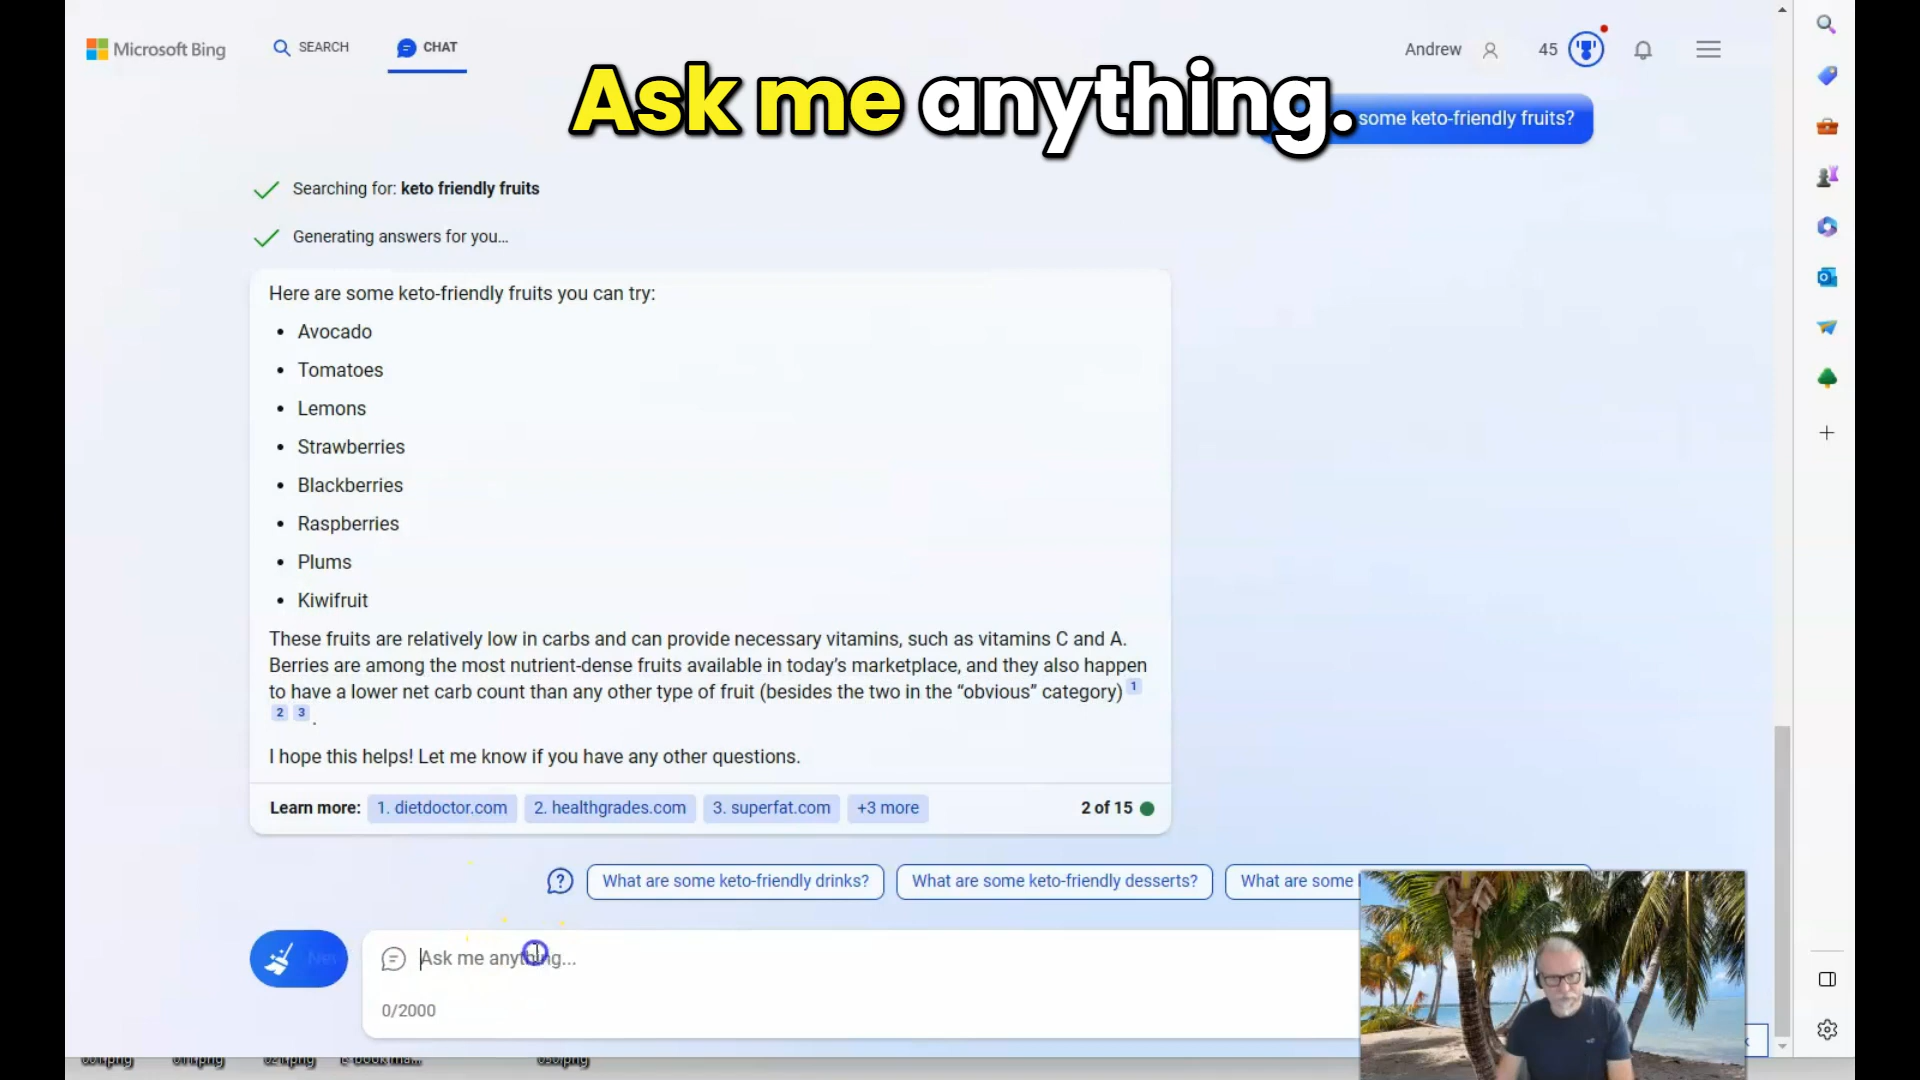 Microsoft Bing
SEARCH
CHAT
Andrew
45
Ask me anything.
some keto-friendly fruits?
Searching for: keto friendly fruits
Generating answers for you...
Here are some keto-friendly fruits you can try:
• Avocado
• Tomatoes
• Lemons
• Strawberries
• Blackberries
• Raspberries
• Plums
• Kiwifruit
These fruits are relatively low in carbs and can provide necessary vitamins, such as vitamins C and A.
Berries are among the most nutrient-dense fruits available in today's marketplace, and they also happen
to have a lower net carb count than any other type of fruit (besides the two in the “obvious” category) 1
2 3 .
I hope this helps! Let me know if you have any other questions.
Learn more: 1. dietdoctor.com 2. healthgrades.com 3. superfat.com +3 more 2 of 15
What are some keto-friendly drinks?
What are some keto-friendly desserts?
What are some
Ask me anything...
0/2000